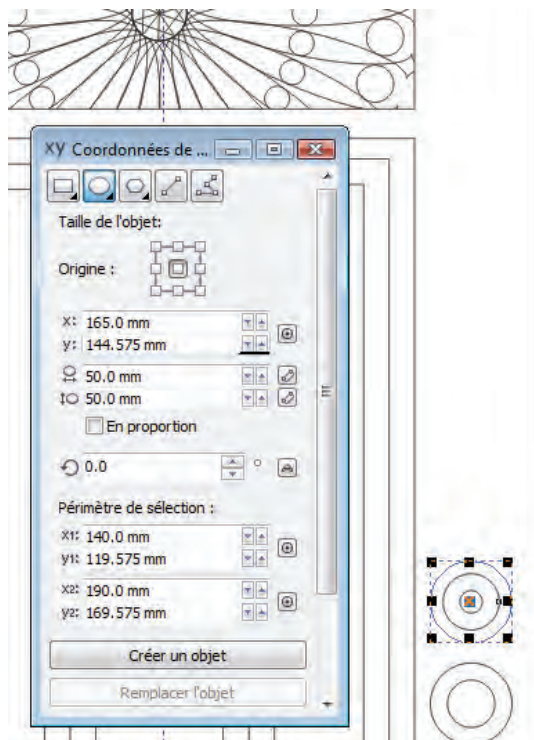 xy Coordonnées de ...
Taille de l'objet:
Origine :
x: 165.0 mm
y: 144.575 mm
50.0 mm
50.0 mm
En proportion
0.0 °
Périmètre de sélection :
x1: 140.0 mm
y1: 119.575 mm
x2: 190.0 mm
y2: 169.575 mm
Créer un objet
Remplacer l'objet